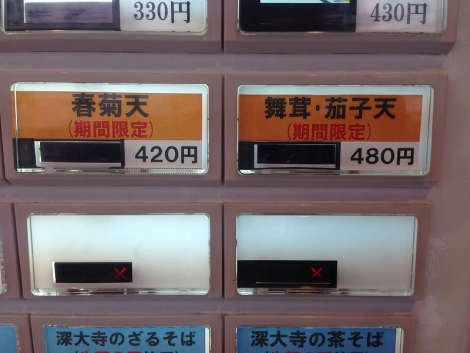 330円
430円
春菊天
(期間限定)
420円
舞茸・茄子天
(期間限定)
480円
×
×
深大寺のざるそば
深大寺の茶そば